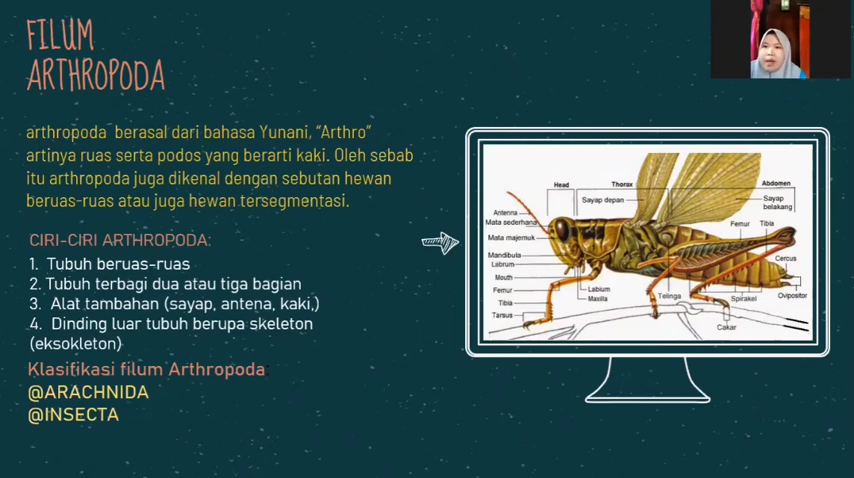 FILUM
ARTHROPODA
arthropoda berasal dari bahasa Yunani, “Arthro”
artinya ruas serta podos yang berarti kaki. Oleh sebab
itu arthropoda juga dikenal dengan sebutan hewan
beruas-ruas atau juga hewan tersegmentasi.
CIRI-CIRI ARTHROPODA:
1. Tubuh beruas-ruas
2. Tubuh terbagi dua atau tiga bagian
3. Alat tambahan (sayap, antena, kaki,)
4. Dinding luar tubuh berupa skeleton
(eksokleton)
Klasifikasi filum Arthropoda:
@ARACHNIDA
@INSECTA
Head
Thorax
Abdomen
Sayap depan
Sayap
belakang
Antenna
Mata sederhana
Mata majemuk
Mandibula
Labrum
Mouth
Femur
Tibia
Tarsus
Labium
Maxilla
Telinga
Femur
Tibia
Cercus
Spirakel
Ovipositor
Cakar